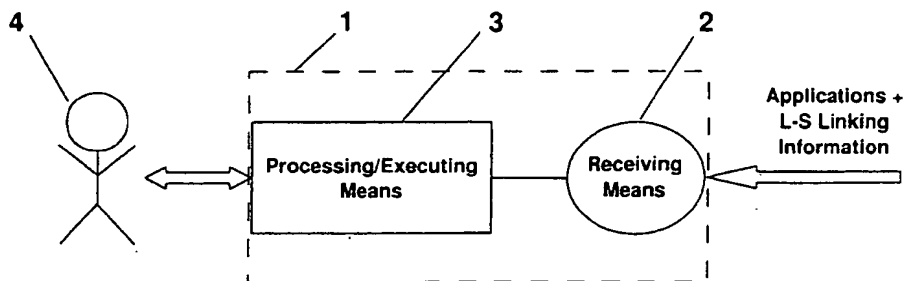 4
1
3
2
Processing/Executing
Means
Receiving
Means
Applications +
L-S Linking
Information